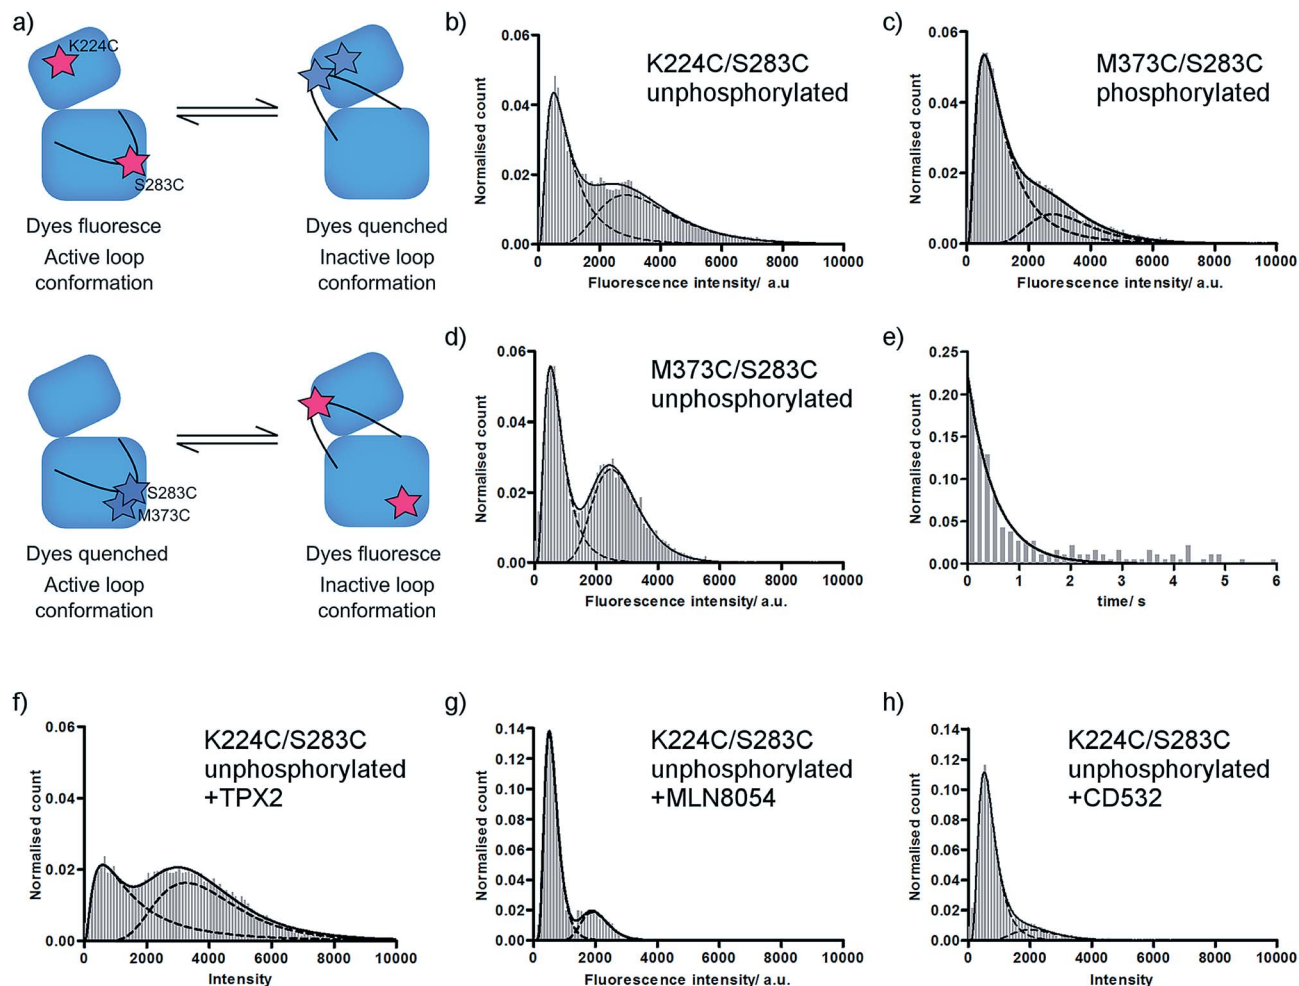 a)
K224C
S283C
Dyes fluoresce
Active loop
conformation
Dyes quenched
Inactive loop
conformation
S283C
M373C
Dyes quenched
Active loop
conformation
Dyes fluoresce
Inactive loop
conformation
b)
K224C/S283C
unphosphorylated
Normalised count
0.06
0.04
0.02
0.00
0 2000 4000 6000 8000 10000
Fluorescence intensity/ a.u
c)
M373C/S283C
phosphorylated
Normalised count
0.06
0.04
0.02
0.00
0 2000 4000 6000 8000 10000
Fluorescence intensity/ a.u.
d)
M373C/S283C
unphosphorylated
Normalised count
0.06
0.04
0.02
0.00
0 2000 4000 6000 8000 10000
Fluorescence intensity/ a.u.
e)
Normalised count
0.25
0.20
0.15
0.10
0.05
0.00
0 1 2 3 4 5 6
time/ s
f)
K224C/S283C
unphosphorylated
+TPX2
Normalised count
0.06
0.04
0.02
0.00
0 2000 4000 6000 8000 10000
Intensity
g)
K224C/S283C
unphosphorylated
+MLN8054
Normalised count
0.14
0.12
0.10
0.08
0.06
0.04
0.02
0.00
0 2000 4000 6000 8000 10000
Fluorescence intensity/ a.u.
h)
K224C/S283C
unphosphorylated
+CD532
Normalised count
0.14
0.12
0.10
0.08
0.06
0.04
0.02
0.00
0 2000 4000 6000 8000 10000
Intensity